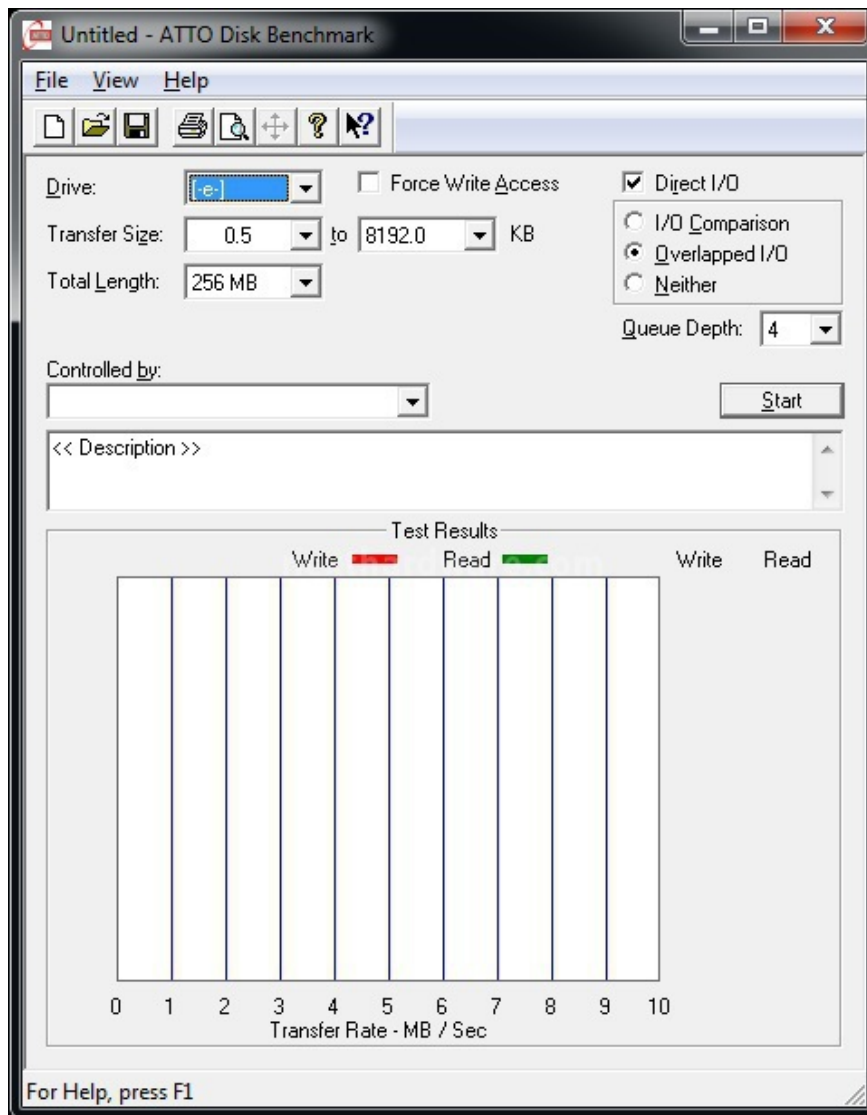 Untitled - ATTO Disk Benchmark
File View Help
Drive: [-e-] Force Write Access Direct I/O
Transfer Size: 0.5 to 8192.0 KB I/O Comparison
Overlapped I/O
Total Length: 256 MB Neither
Queue Depth: 4
Controlled by:
Start
<< Description >>
Test Results
Write Read Write Read
0 1 2 3 4 5 6 7 8 9 10
Transfer Rate - MB / Sec
For Help, press F1